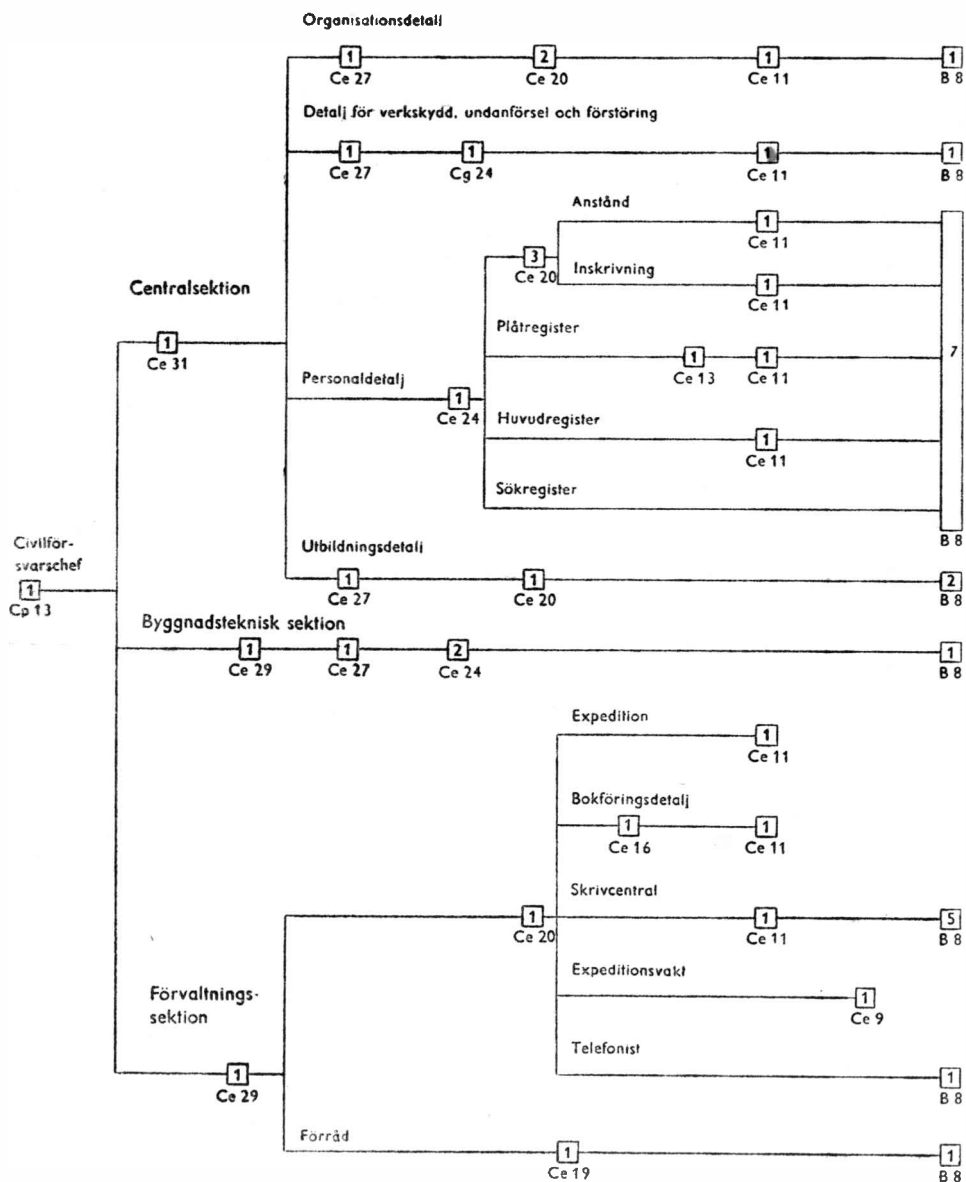 Organisationsdetalj
1 2 1 1
Ce 27 Ce 20 Ce 11 B 8
Detalj för verkskydd, undanförsel och förstöring
1 1 1 1
Ce 27 Cg 24 Ce 11 B 8
Anstånd
1
Ce 11
3
Ce 20
Inskrivning
1
Ce 11
Centralsektion
1
Ce 31
Plåtregister
1 1
Ce 13 Ce 11
7
Personaldetalj
1
Ce 24
Huvudregister
1
Ce 11
Sökregister
B 8
Civilför-
svarschef
1
Cp 13
Utbildningsdetalj
1 1 2
Ce 27 Ce 20 B 8
Byggnadsteknisk sektion
1 1 2 1
Ce 29 Ce 27 Ce 24 B 8
Expedition
1
Ce 11
Bokföringsdetalj
1 1
Ce 16 Ce 11
Skrivcentral
1 1 5
Ce 20 Ce 11 B 8
Expeditionsvakt
1
Ce 9
Förvaltnings-
sektion
Telefonist
1 1
Ce 29 B 8
Förråd
1 1
Ce 19 B 8